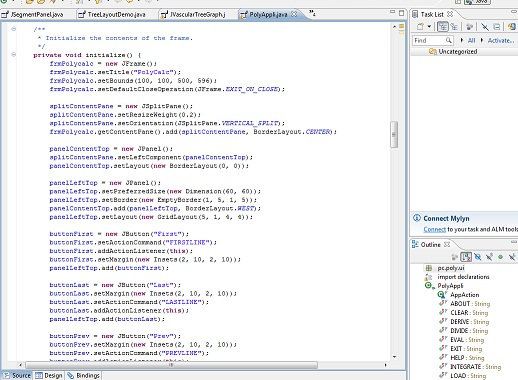 Java
JSegmentPanel.java
TreeLayoutDemo.java
JVascularTreeGraph.j
PolyAppli.java
»4
/**
* Initialize the contents of the frame.
*/
private void initialize() {
frmPolycalc = new JFrame();
frmPolycalc.setTitle("PolyCalc");
frmPolycalc.setBounds(100, 100, 500, 596);
frmPolycalc.setDefaultCloseOperation(JFrame.EXIT_ON_CLOSE);
splitContentPane = new JSplitPane();
splitContentPane.setResizeWeight(0.2);
splitContentPane.setOrientation(JSplitPane.VERTICAL_SPLIT);
frmPolycalc.getContentPane().add(splitContentPane, BorderLayout.CENTER);
panelContentTop = new JPanel();
splitContentPane.setLeftComponent(panelContentTop);
panelContentTop.setLayout(new BorderLayout(0, 0));
panelLeftTop = new JPanel();
panelLeftTop.setPreferredSize(new Dimension(60, 60));
panelLeftTop.setBorder(new EmptyBorder(1, 5, 1, 5));
panelContentTop.add(panelLeftTop, BorderLayout.WEST);
panelLeftTop.setLayout(new GridLayout(5, 1, 4, 4));
buttonFirst = new JButton("First");
buttonFirst.setActionCommand("FIRSTLINE");
buttonFirst.addActionListener(this);
buttonFirst.setMargin(new Insets(2, 10, 2, 10));
panelLeftTop.add(buttonFirst);
buttonLast = new JButton("Last");
buttonLast.setMargin(new Insets(2, 10, 2, 10));
buttonLast.setActionCommand("LASTLINE");
buttonLast.addActionListener(this);
panelLeftTop.add(buttonLast);
buttonPrev = new JButton("Prev");
buttonPrev.setMargin(new Insets(2, 10, 2, 10));
buttonPrev.setActionCommand("PREVLINE");
buttonPrev.addActionListener(this);
Source
Design
Bindings
Task List
Find
All
Activate...
Uncategorized
Connect Mylyn
Connect to your task and ALM tools
Outline
pc.poly.ui
import declarations
PolyAppli
AppAction
ABOUT : String
CLEAR : String
DERIVE : String
DIVIDE : String
EVAL : String
EXIT : String
HELP : String
INTEGRATE : String
LOAD : String